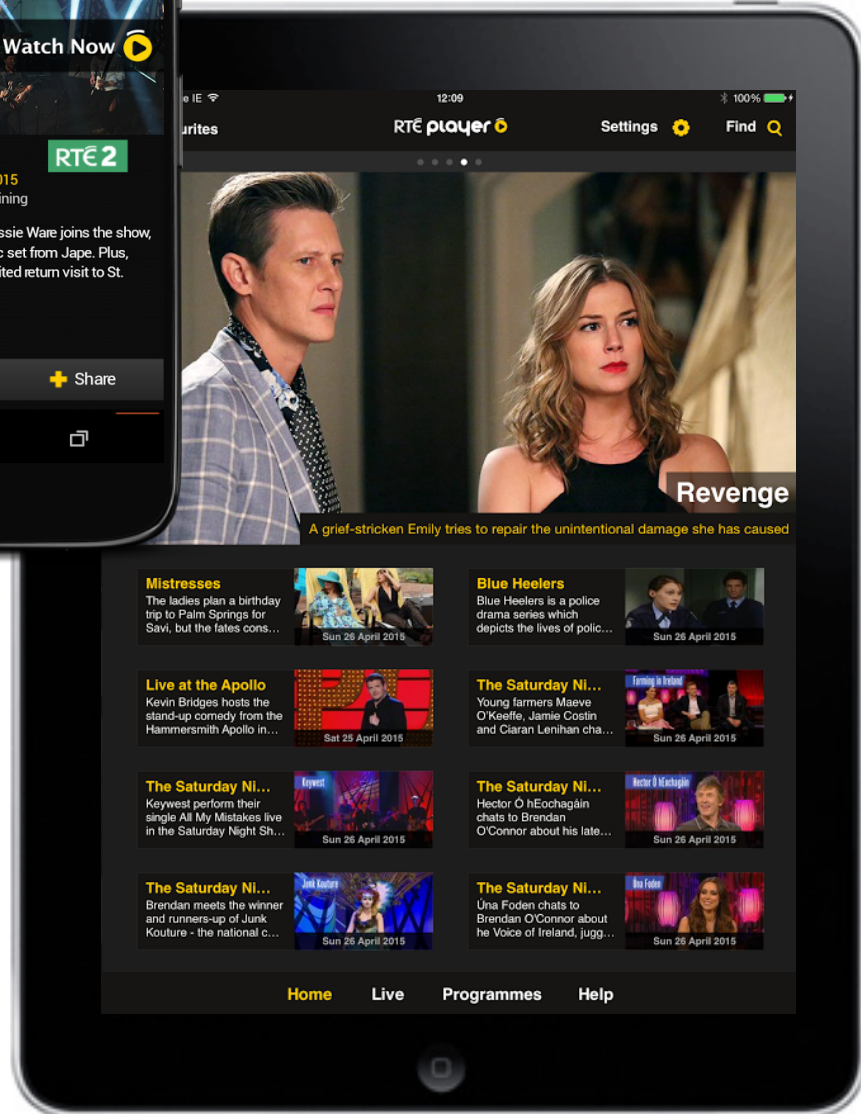 Watch Now
RTÉ 2
015
ining
ssie Ware joins the show,
c set from Jape. Plus,
ited return visit to St.
Share
e IE
12:09
100%
urites
RTÉ player
Settings
Find
Revenge
A grief-stricken Emily tries to repair the unintentional damage she has caused
Mistresses
The ladies plan a birthday
trip to Palm Springs for
Savi, but the fates cons...
Sun 26 April 2015
Blue Heelers
Blue Heelers is a police
drama series which
depicts the lives of polic...
Sun 26 April 2015
Live at the Apollo
Kevin Bridges hosts the
stand-up comedy from the
Hammersmith Apollo in...
Sat 25 April 2015
The Saturday Ni...
Young farmers Maeve
O'Keeffe, Jamie Costin
and Ciaran Lenihan cha...
Farming in Ireland
Sun 26 April 2015
The Saturday Ni...
Keywest perform their
single All My Mistakes live
in the Saturday Night Sh...
Keywest
Sun 26 April 2015
The Saturday Ni...
Hector Ó hEochagáin
chats to Brendan
O'Connor about his late...
Hector Ó hEochagáin
Sun 26 April 2015
The Saturday Ni...
Brendan meets the winner
and runners-up of Junk
Kouture - the national c...
Junk Kouture
Sun 26 April 2015
The Saturday Ni...
Úna Foden chats to
Brendan O'Connor about
he Voice of Ireland, jugg...
Una Foden
Sun 26 April 2015
Home
Live
Programmes
Help